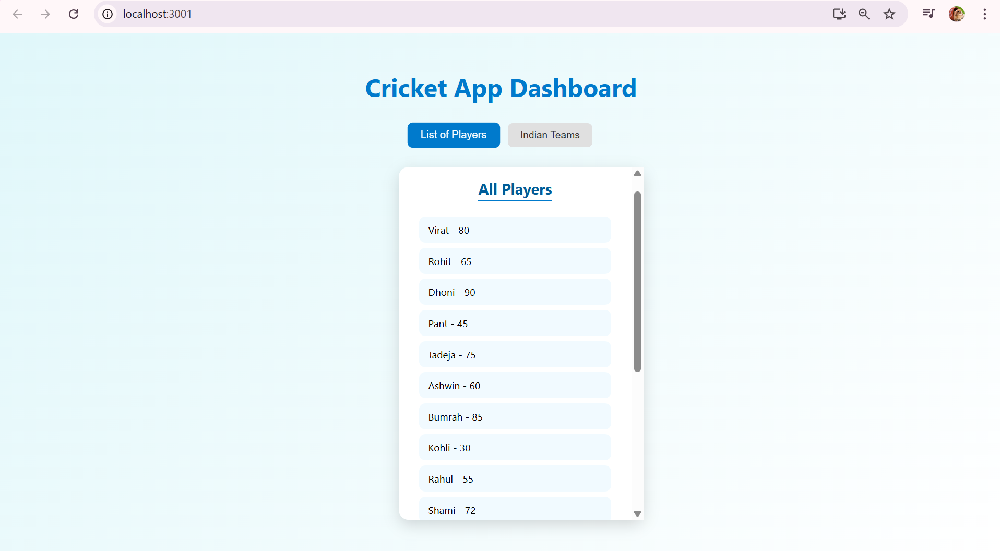 localhost:3001
Cricket App Dashboard
List of Players
Indian Teams
All Players
Virat - 80
Rohit - 65
Dhoni - 90
Pant - 45
Jadeja - 75
Ashwin - 60
Bumrah - 85
Kohli - 30
Rahul - 55
Shami - 72